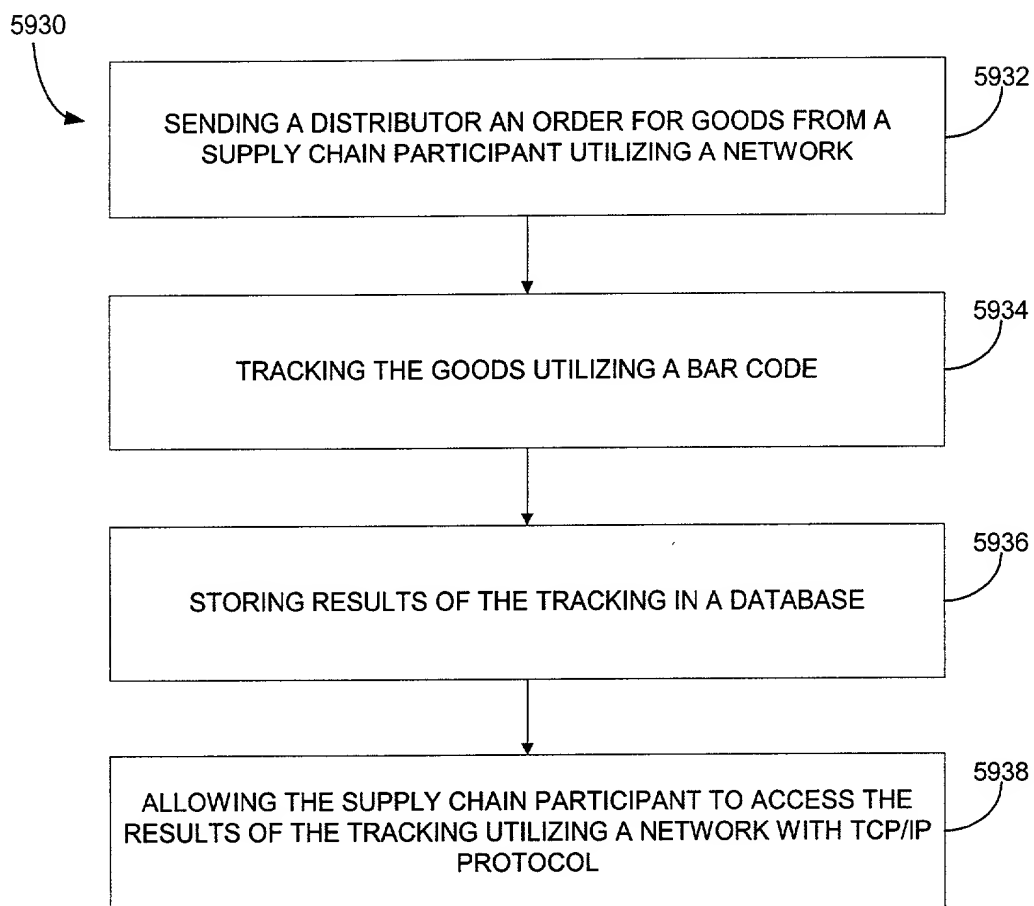 5930
5932
SENDING A DISTRIBUTOR AN ORDER FOR GOODS FROM A
SUPPLY CHAIN PARTICIPANT UTILIZING A NETWORK
5934
TRACKING THE GOODS UTILIZING A BAR CODE
5936
STORING RESULTS OF THE TRACKING IN A DATABASE
5938
ALLOWING THE SUPPLY CHAIN PARTICIPANT TO ACCESS THE
RESULTS OF THE TRACKING UTILIZING A NETWORK WITH TCP/IP
PROTOCOL